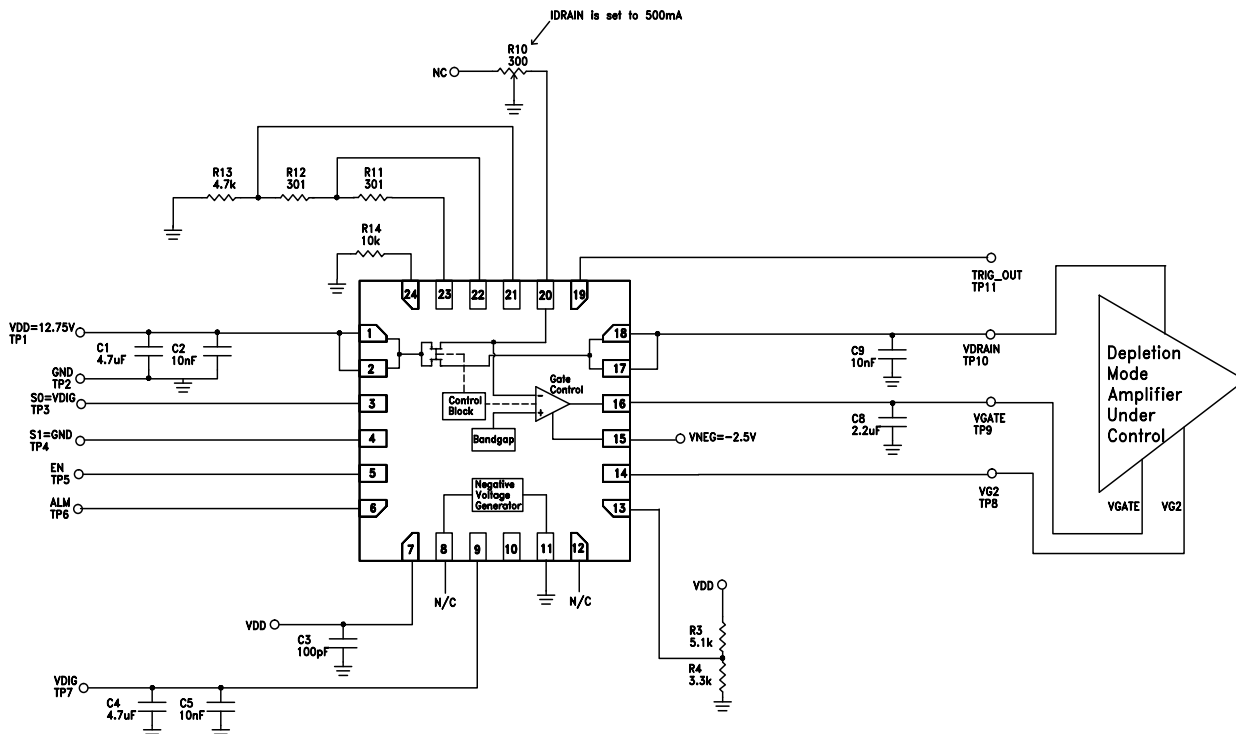 IDRAIN is set to 500mA
R10
300
NC
R13
4.7k
R12
301
R11
301
R14
10k
24
23
22
21
20
19
TRIG_OUT
TP11
VDD=12.75V
TP1
C1
4.7uF
C2
10nF
GND
TP2
S0=VDIG
TP3
S1=GND
TP4
EN
TP5
ALM
TP6
1
2
3
4
5
6
Control
Block
Bandgap
Gate
Control
-
+
Negative
Voltage
Generator
18
17
16
15
14
13
C9
10nF
VDRAIN
TP10
C8
2.2uF
VGATE
TP9
VNEG=-2.5V
VG2
TP8
Depletion
Mode
Amplifier
Under
Control
VGATE
VG2
7
8
9
10
11
12
N/C
N/C
VDD
C3
100pF
VDIG
TP7
C4
4.7uF
C5
10nF
VDD
R3
5.1k
R4
3.3k